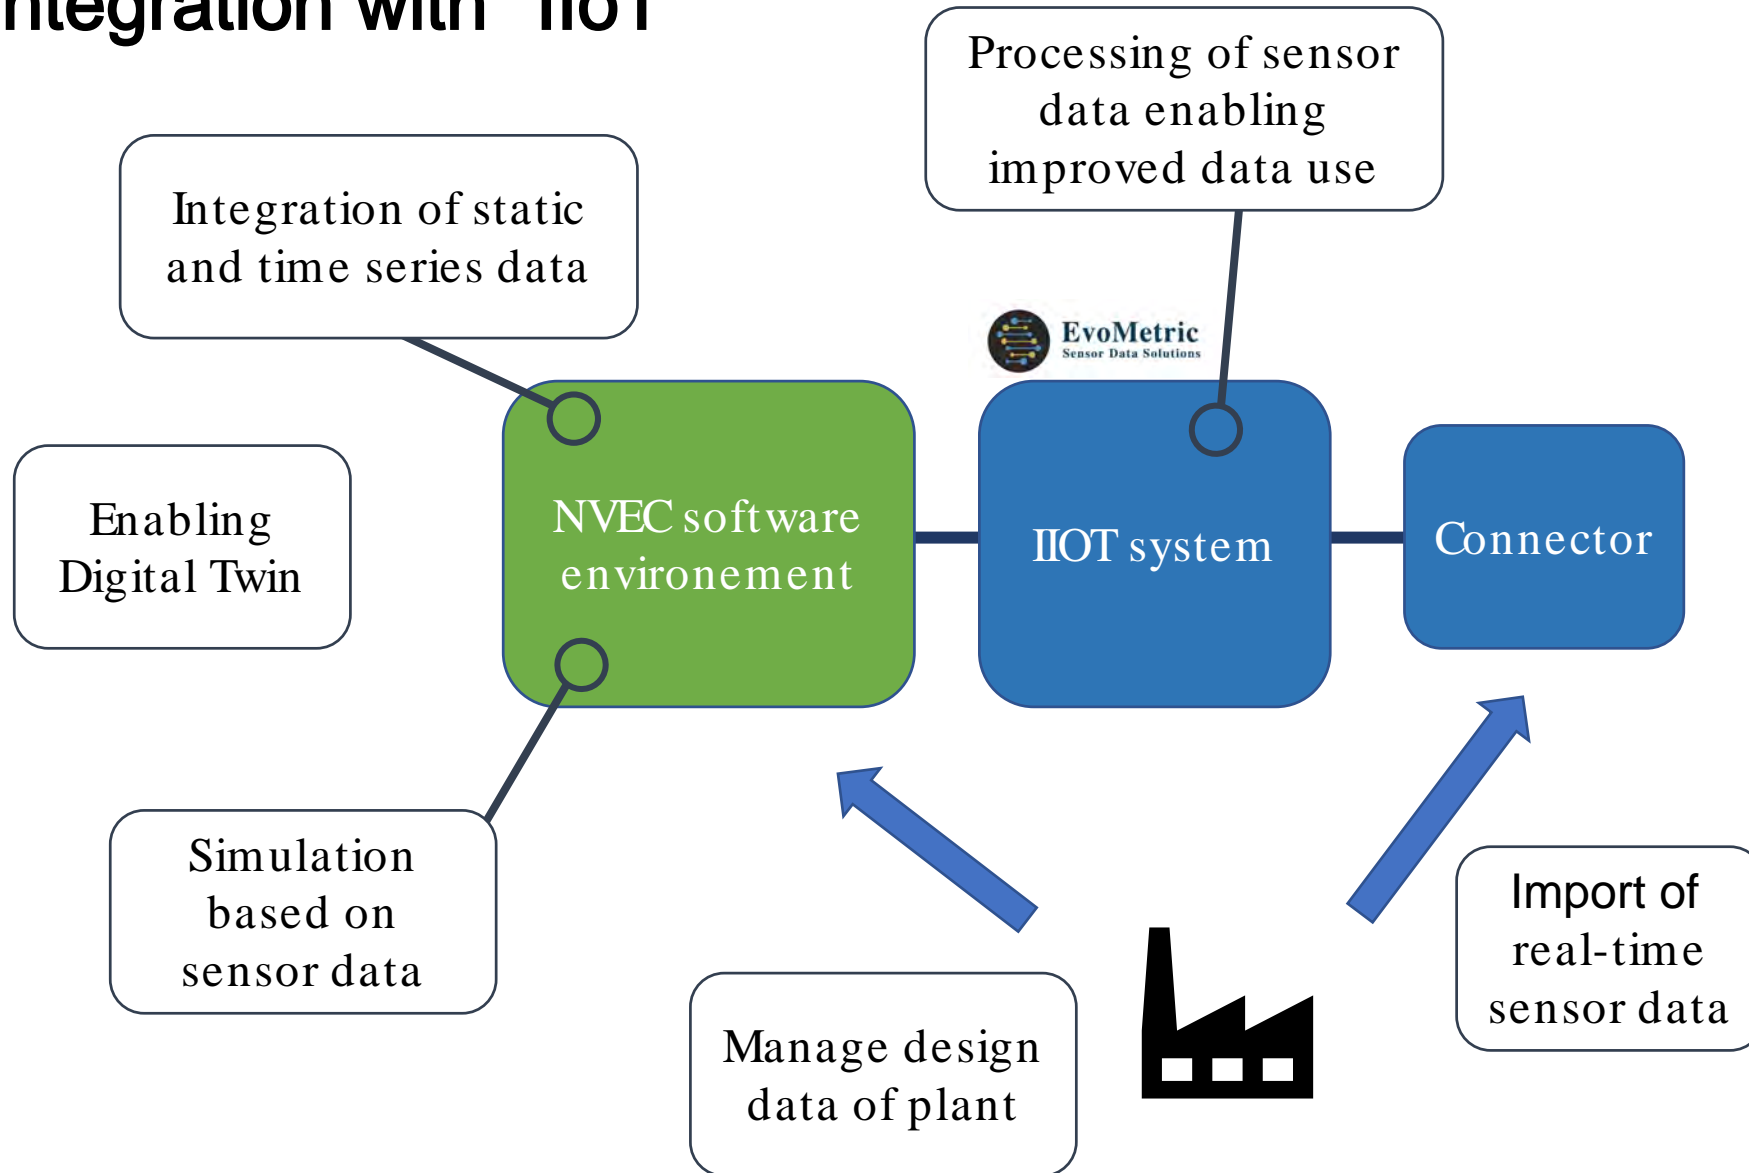 ntegration with IIoT
Processing of sensor
data enabling
improved data use
Integration of static
and time series data
EvoMetric
Sensor Data Solutions
Enabling
Digital Twin
NVEC software
environement
IIOT system
Connector
Simulation
based on
sensor data
Import of
real-time
sensor data
Manage design
data of plant